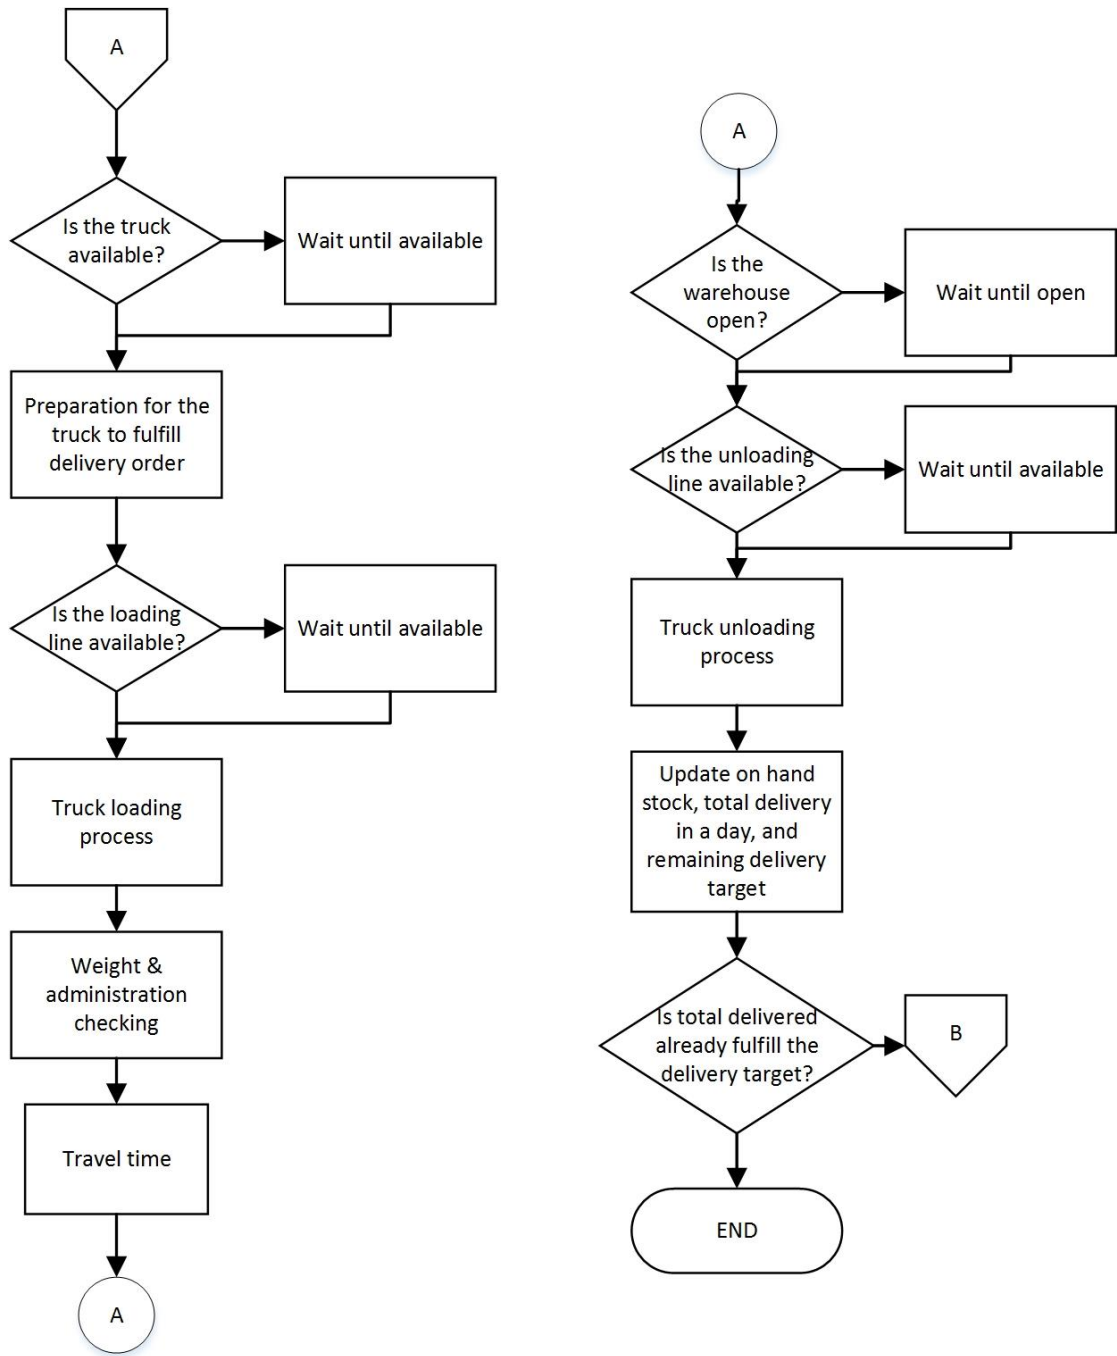 A
Is the truck
available?
Wait until available
Preparation for the
truck to fulfill
delivery order
Is the loading
line available?
Wait until available
Truck loading
process
Weight &
administration
checking
Travel time
A
A
Is the
warehouse
open?
Wait until open
Is the unloading
line available?
Wait until available
Truck unloading
process
Update on hand
stock, total delivery
in a day, and
remaining delivery
target
Is total delivered
already fulfill the
delivery target?
B
END